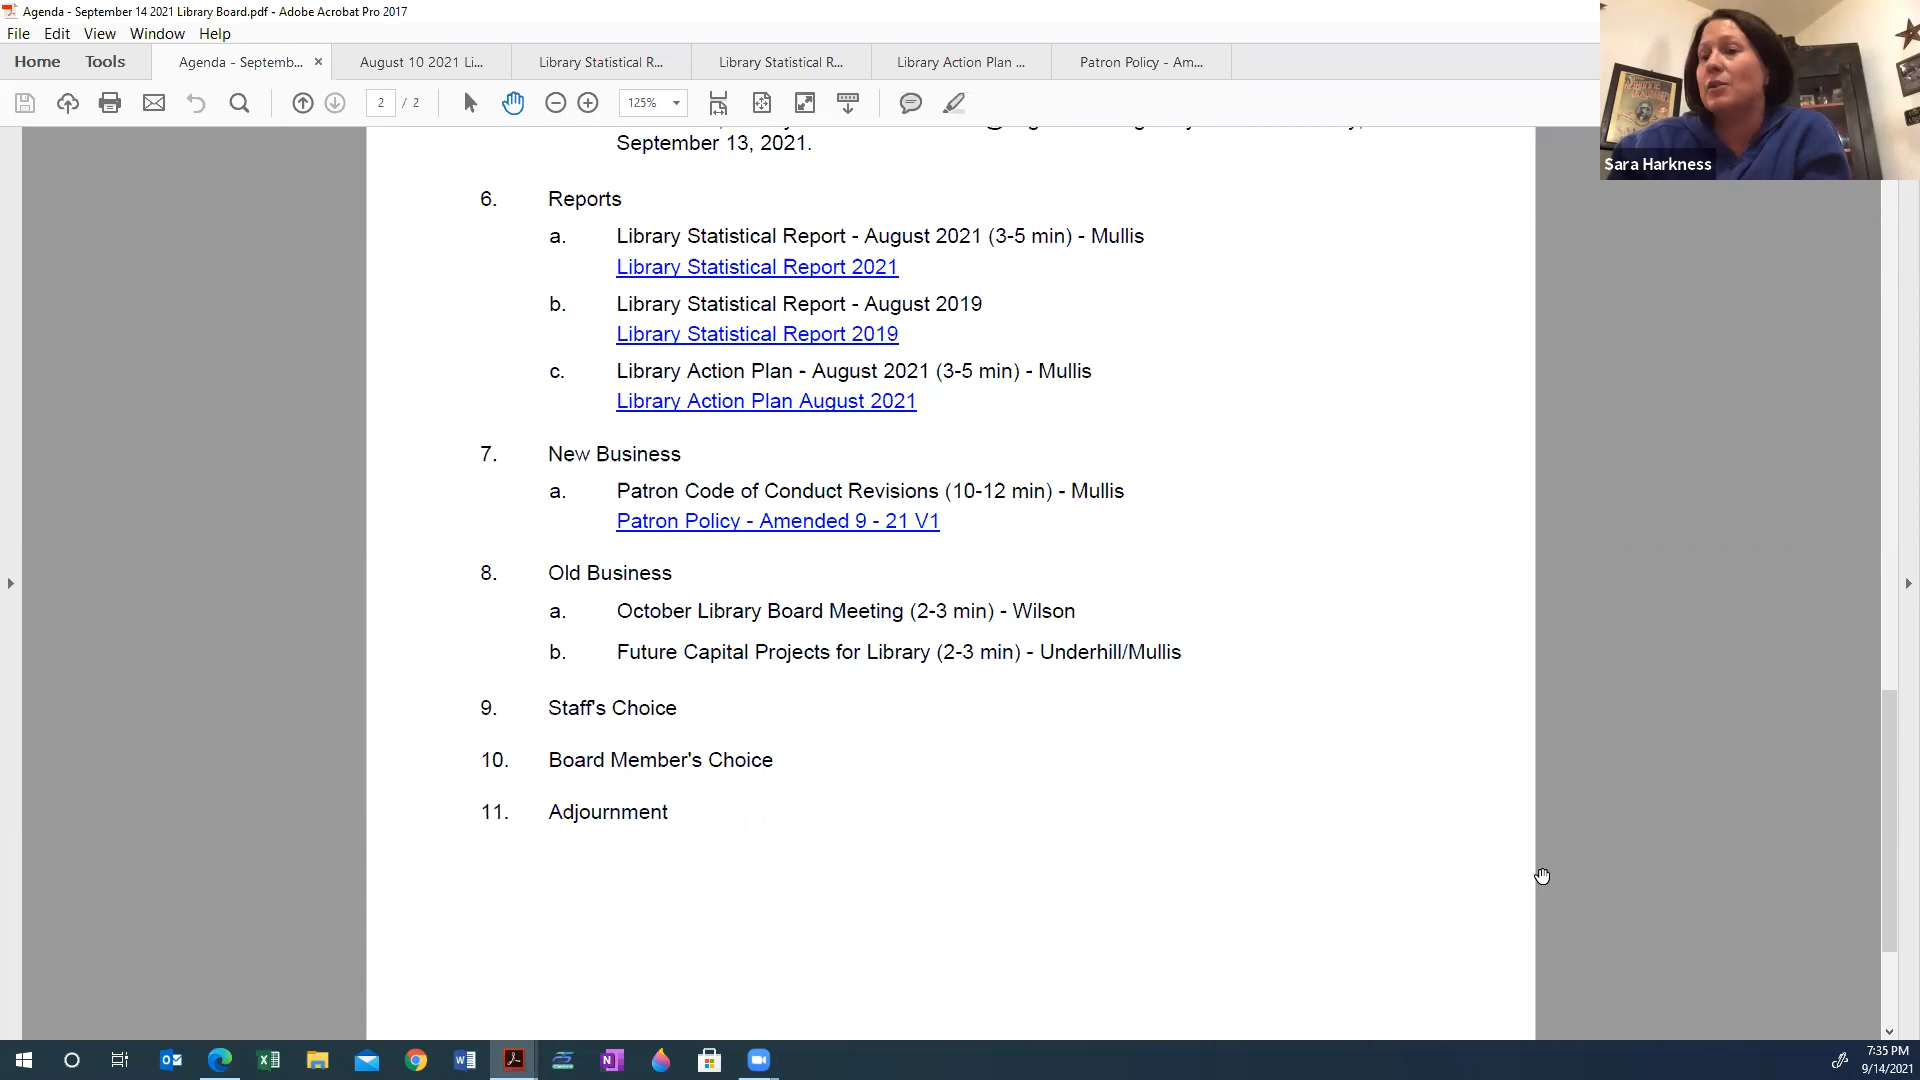 Agenda - September 14 2021 Library Board.pdf - Adobe Acrobat Pro 2017
File Edit View Window Help
Home Tools Agenda - Septemb... × August 10 2021 Li... Library Statistical R... Library Statistical R... Library Action Plan ... Patron Policy - Am...
2 / 2 125%
September 13, 2021.
6. Reports
a. Library Statistical Report - August 2021 (3-5 min) - Mullis
Library Statistical Report 2021
b. Library Statistical Report - August 2019
Library Statistical Report 2019
c. Library Action Plan - August 2021 (3-5 min) - Mullis
Library Action Plan August 2021
7. New Business
a. Patron Code of Conduct Revisions (10-12 min) - Mullis
Patron Policy - Amended 9 - 21 V1
8. Old Business
a. October Library Board Meeting (2-3 min) - Wilson
b. Future Capital Projects for Library (2-3 min) - Underhill/Mullis
9. Staff's Choice
10. Board Member's Choice
11. Adjournment
Sara Harkness
7:35 PM
9/14/2021